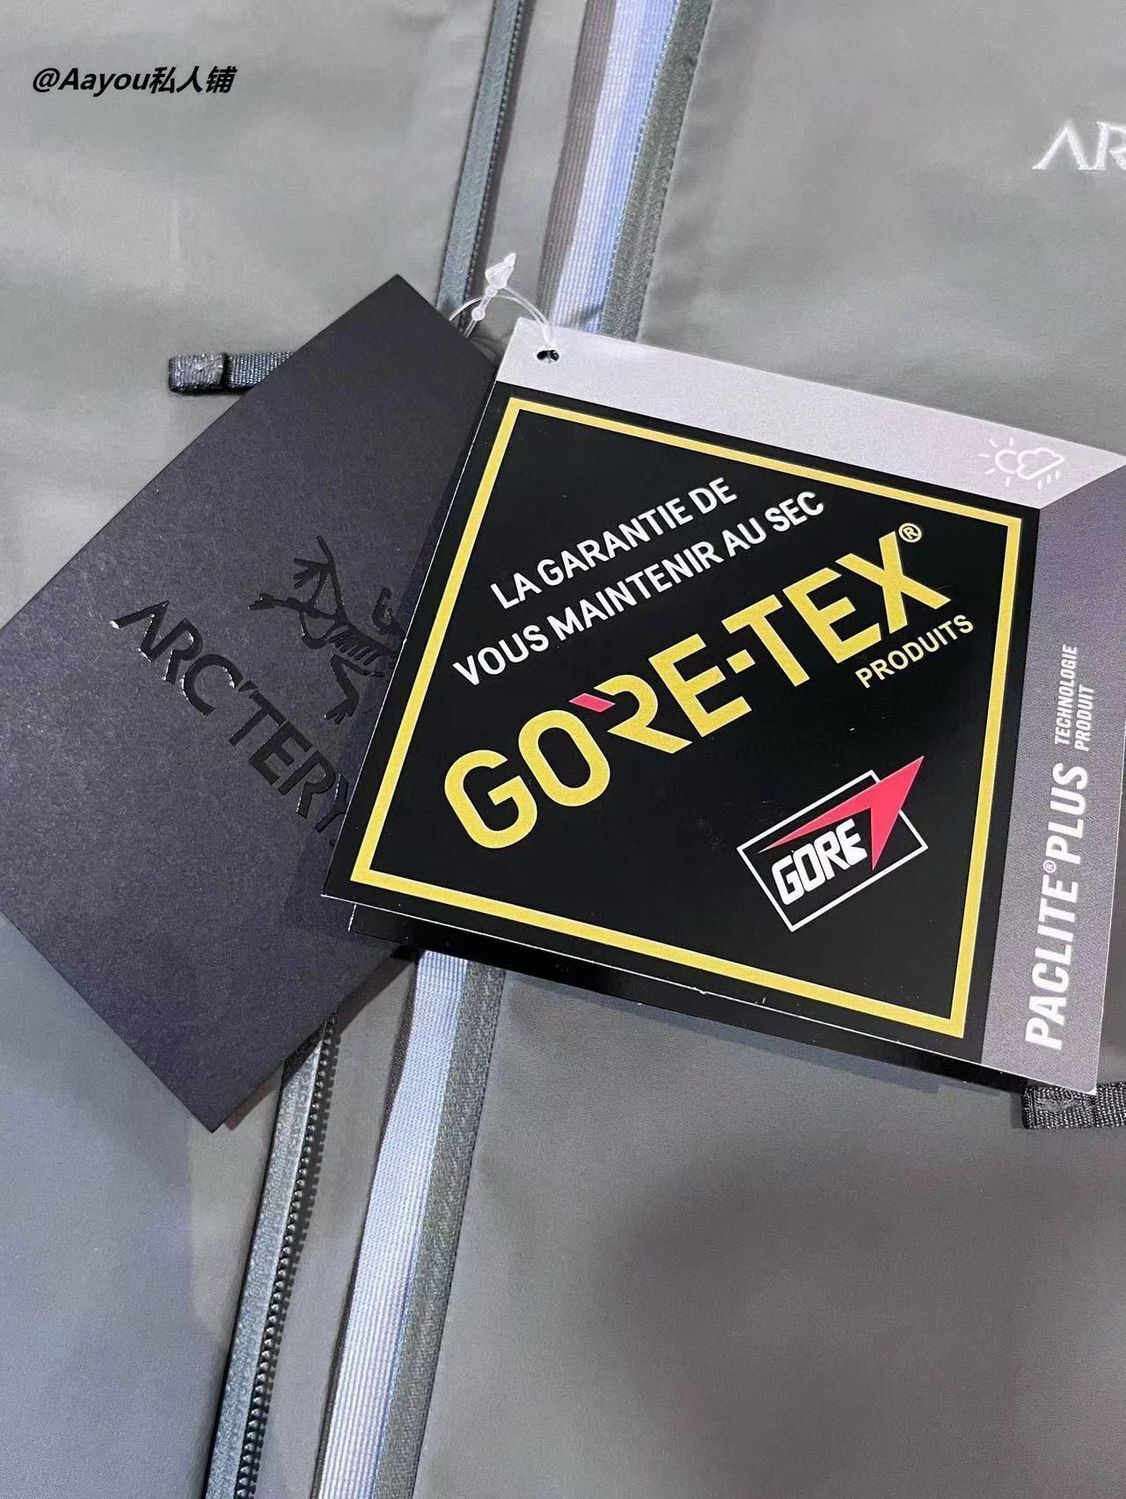 @Aayou私人铺
ARC'TERY
LA GARANTIE DE
VOUS MAINTENIR AU SEC
GORE-TEX®
PRODUITS
GORE
PACLITE®PLUS TECHNOLOGIE
PRODUIT